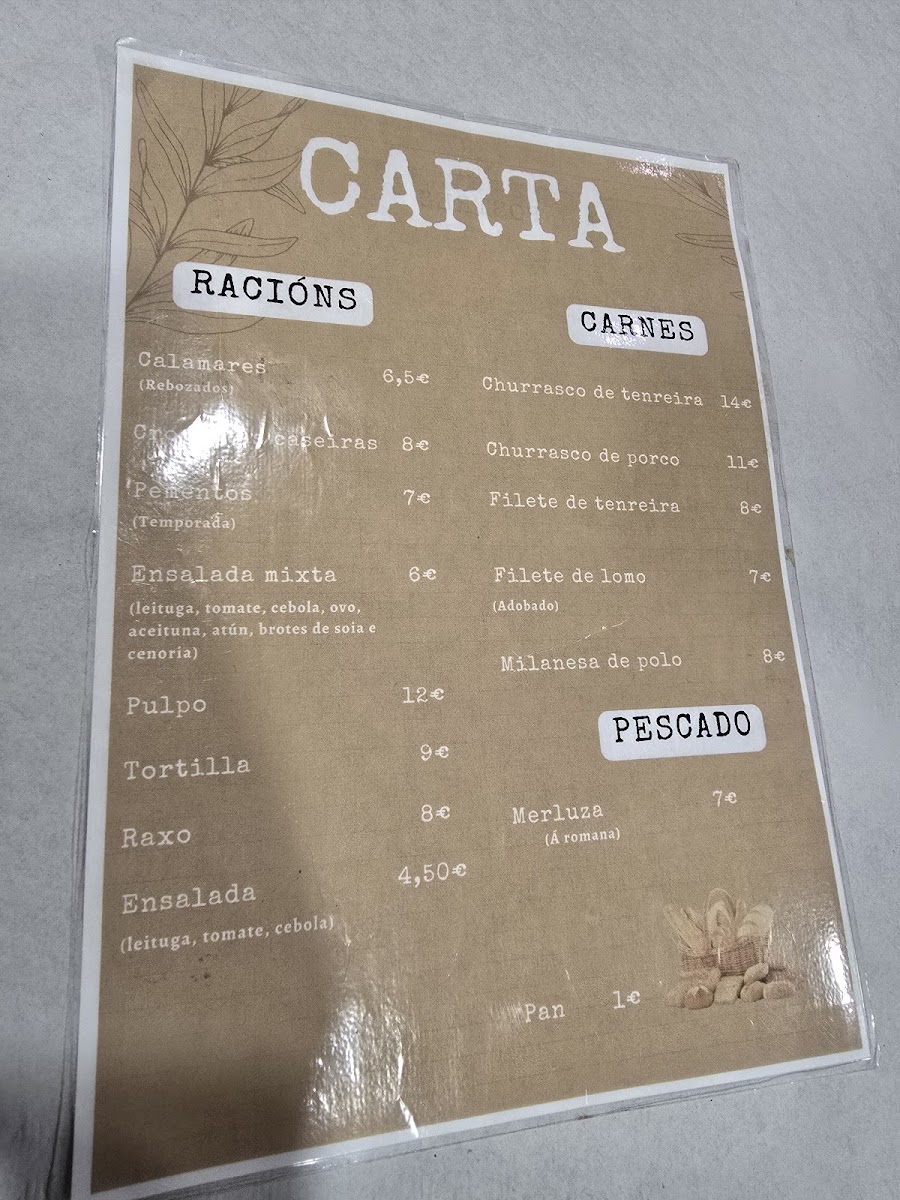 CARTA
RACIÓNS
Calamares 6,5€
(Rebozados)
caseiras 8€
Pementos 7€
(Temporada)
Ensalada mixta 6€
(leituga, tomate, cebola, ovo,
aceituna, atún, brotes de soia e
cenoria)
Pulpo 12€
Tortilla 9€
Raxo 8€
Ensalada 4,50€
(leituga, tomate, cebola)
CARNES
Churrasco de tenreira 14€
Churrasco de porco 11€
Filete de tenreira 8€
Filete de lomo 7€
(Adobado)
Milanesa de polo 8€
PESCADO
Merluza 7€
(Á romana)
Pan 1€